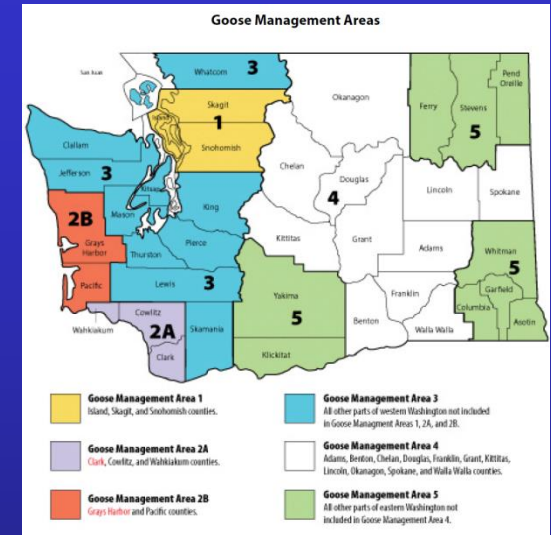 Goose Management Areas
San Juan
Whatcom
3
Okanogan
Pend
Oreille
Ferry
Stevens
5
Skagit
1
Island
Snohomish
Clallam
Jefferson
3
Chelan
Douglas
4
Lincoln
Spokane
Kitsap
King
2B
Mason
Grays
Harbor
Thurston
Pierce
Kittitas
Grant
Adams
Whitman
5
Pacific
Lewis
3
Yakima
5
Franklin
Garfield
Columbia
Asotin
Wahkiakum
Cowlitz
2A
Clark
Skamania
Klickitat
Benton
Walla Walla
Goose Management Area 1
Island, Skagit, and Snohomish counties.
Goose Management Area 2A
Clark, Cowlitz, and Wahkiakum counties.
Goose Management Area 2B
Grays Harbor and Pacific counties.
Goose Management Area 3
All other parts of western Washington not included
in Goose Managment Areas 1, 2A, and 2B.
Goose Management Area 4
Adams, Benton, Chelan, Douglas, Franklin, Grant, Kittitas,
Lincoln, Okanagon, Spokane, and Walla Walla counties.
Goose Management Area 5
All other parts of eastern Washington not
included in Goose Management Area 4.